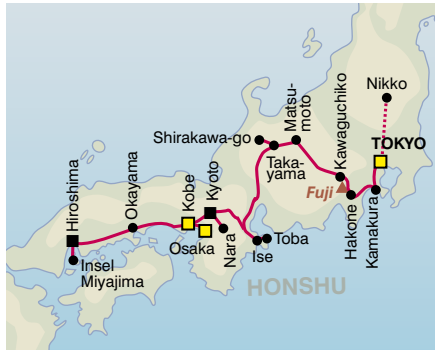 Nikko
Matsu-
moto
Kawaguchiko
TOKYO
Shirakawa-go
Taka-
yama
Fuji
Hakone
Kamakura
Hiroshima
Okayama
Kobe
Kyoto
Osaka
Nara
Ise
Toba
Insel
Miyajima
HONSHU